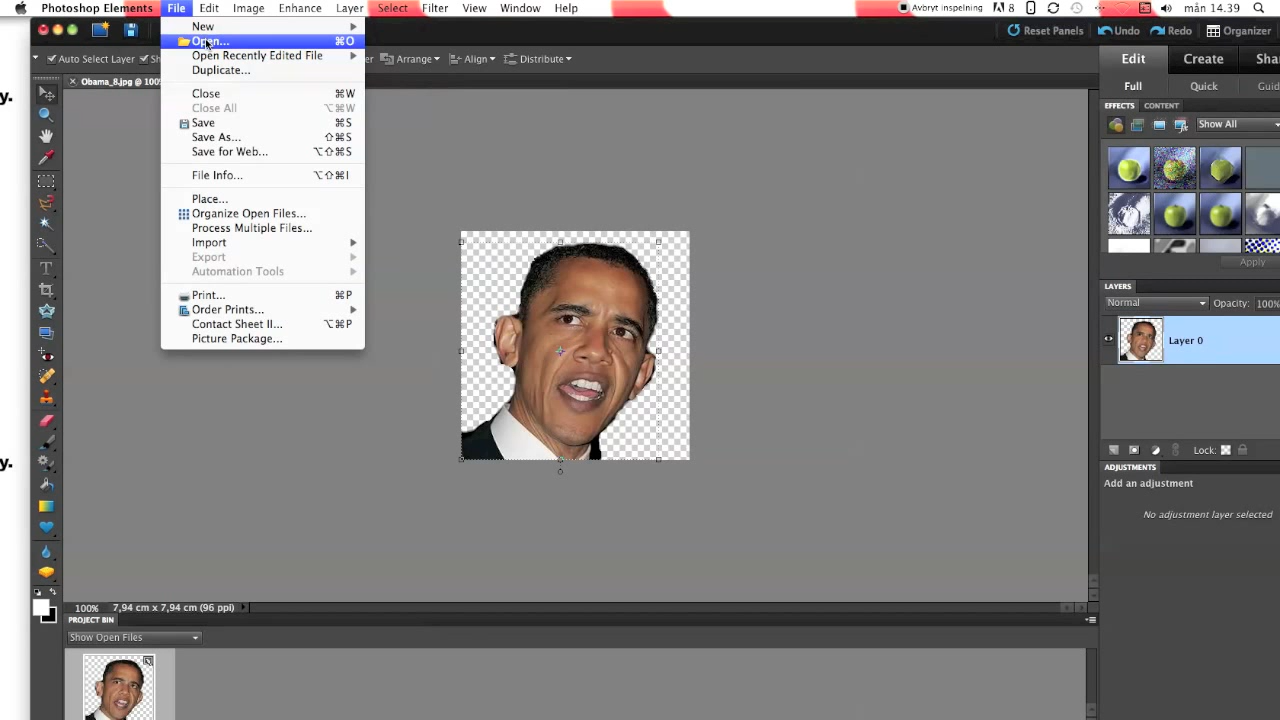 Photoshop Elements File Edit Image Enhance Layer Select Filter View Window Help Avbryt inspelning 8 mån 14.39
Reset Panels Undo Redo Organizer
Auto Select Layer Arrange Align Distribute
Obama_8.jpg @ 100
New
Open... ⌘O
Open Recently Edited File
Duplicate...
Close ⌘W
Close All ⌥⌘W
Save ⌘S
Save As... ⇧⌘S
Save for Web... ⌥⇧⌘S
File Info... ⌥⇧⌘I
Place...
Organize Open Files...
Process Multiple Files...
Import
Export
Automation Tools
Print... ⌘P
Order Prints...
Contact Sheet II... ⌥⌘P
Picture Package...
y.
y.
Edit Create Sha
Full Quick Guid
EFFECTS CONTENT
Show All
Apply
LAYERS
Normal Opacity: 100%
Layer 0
Lock:
ADJUSTMENTS
Add an adjustment
No adjustment layer selected
100% 7,94 cm x 7,94 cm (96 ppi)
PROJECT BIN
Show Open Files